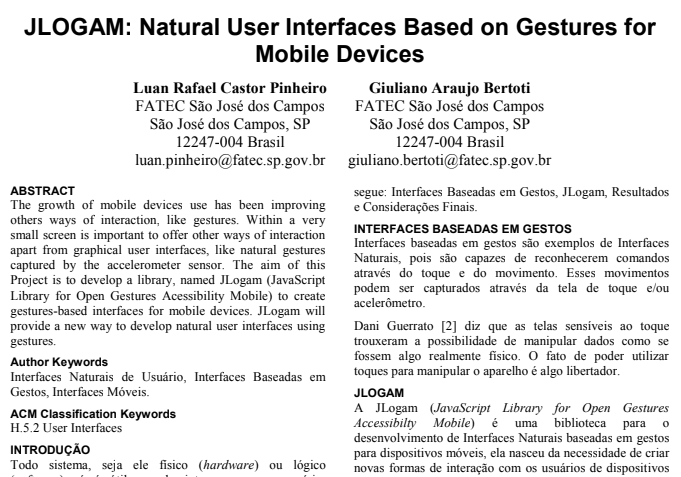 JLOGAM: Natural User Interfaces Based on Gestures for
Mobile Devices
Luan Rafael Castor Pinheiro
FATEC São José dos Campos
São José dos Campos, SP
12247-004 Brasil
luan.pinheiro@fatec.sp.gov.br
Giuliano Araujo Bertoti
FATEC São José dos Campos
São José dos Campos, SP
12247-004 Brasil
giuliano.bertoti@fatec.sp.gov.br
ABSTRACT
The growth of mobile devices use has been improving
others ways of interaction, like gestures. Within a very
small screen is important to offer other ways of interaction
apart from graphical user interfaces, like natural gestures
captured by the accelerometer sensor. The aim of this
Project is to develop a library, named JLogam (JavaScript
Library for Open Gestures Acessibility Mobile) to create
gestures-based interfaces for mobile devices. JLogam will
provide a new way to develop natural user interfaces using
gestures.
Author Keywords
Interfaces Naturais de Usuário, Interfaces Baseadas em
Gestos, Interfaces Móveis.
ACM Classification Keywords
H.5.2 User Interfaces
INTRODUÇÃO
Todo sistema, seja ele físico (hardware) ou lógico
segue: Interfaces Baseadas em Gestos, JLogam, Resultados
e Considerações Finais.
INTERFACES BASEADAS EM GESTOS
Interfaces baseadas em gestos são exemplos de Interfaces
Naturais, pois são capazes de reconhecerem comandos
através do toque e do movimento. Esses movimentos
podem ser capturados através da tela de toque e/ou
acelerômetro.
Dani Guerrato [2] diz que as telas sensíveis ao toque
trouxeram a possibilidade de manipular dados como se
fossem algo realmente físico. O fato de poder utilizar
toques para manipular o aparelho é algo libertador.
JLOGAM
A JLogam (JavaScript Library for Open Gestures
Accessibilty Mobile) é uma biblioteca para o
desenvolvimento de Interfaces Naturais baseadas em gestos
para dispositivos móveis, ela nasceu da necessidade de criar
novas formas de interação com os usuários de dispositivos